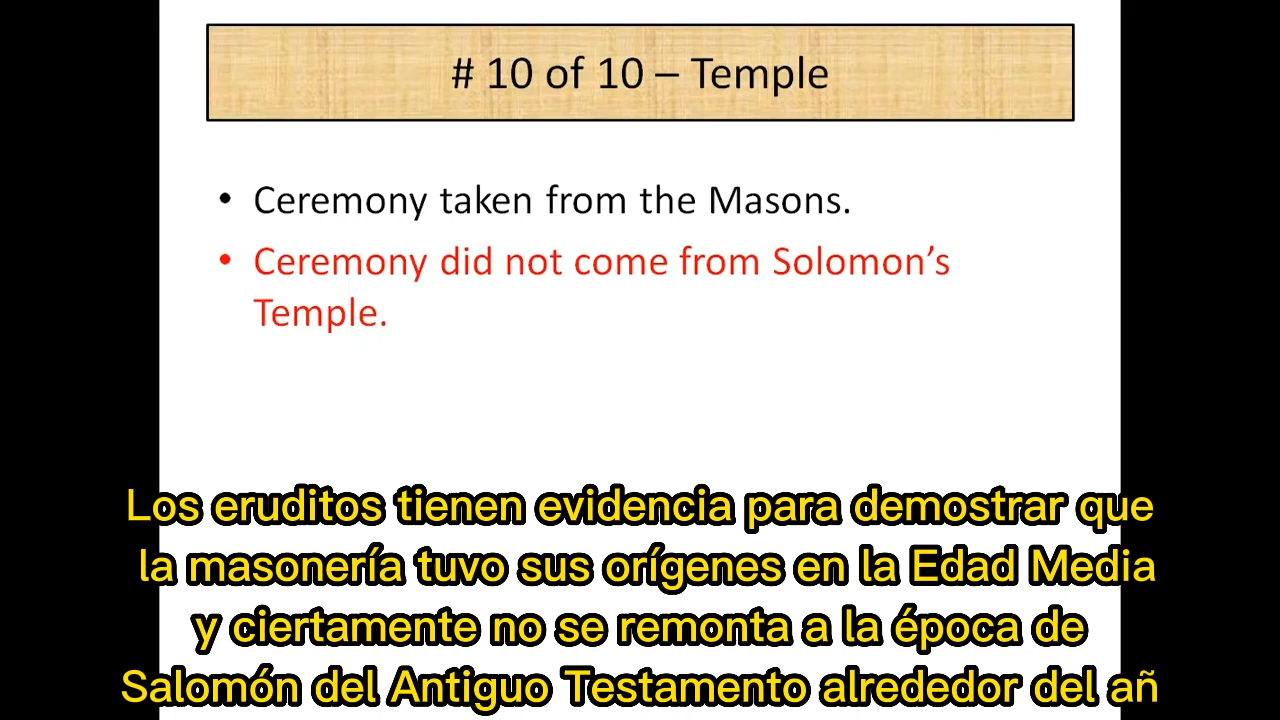 # 10 of 10 – Temple
• Ceremony taken from the Masons.
• Ceremony did not come from Solomon's
Temple.
Los eruditos tienen evidencia para demostrar que
la masonería tuvo sus orígenes en la Edad Media
y ciertamente no se remonta a la época de
Salomón del Antiguo Testamento alrededor del añ